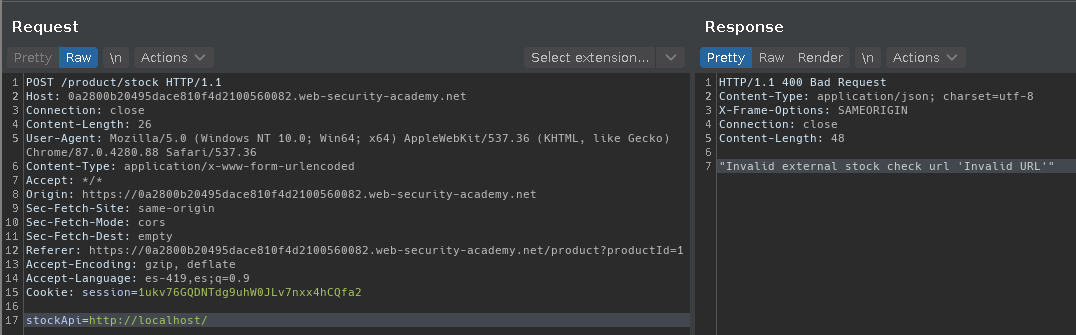 Request
Pretty Raw \n Actions Select extension...
1 POST /product/stock HTTP/1.1
2 Host: 0a2800b20495dace810f4d2100560082.web-security-academy.net
3 Connection: close
4 Content-Length: 26
5 User-Agent: Mozilla/5.0 (Windows NT 10.0; Win64; x64) AppleWebKit/537.36 (KHTML, like Gecko)
Chrome/87.0.4280.88 Safari/537.36
6 Content-Type: application/x-www-form-urlencoded
7 Accept: */*
8 Origin: https://0a2800b20495dace810f4d2100560082.web-security-academy.net
9 Sec-Fetch-Site: same-origin
10 Sec-Fetch-Mode: cors
11 Sec-Fetch-Dest: empty
12 Referer: https://0a2800b20495dace810f4d2100560082.web-security-academy.net/product?productId=1
13 Accept-Encoding: gzip, deflate
14 Accept-Language: es-419,es;q=0.9
15 Cookie: session=1ukv76GQDNTdg9uhW0JLv7nxx4hCQfa2
16
17 stockApi=http://localhost/
Response
Pretty Raw Render \n Actions
1 HTTP/1.1 400 Bad Request
2 Content-Type: application/json; charset=utf-8
3 X-Frame-Options: SAMEORIGIN
4 Connection: close
5 Content-Length: 48
6
7 "Invalid external stock check url 'Invalid URL'"